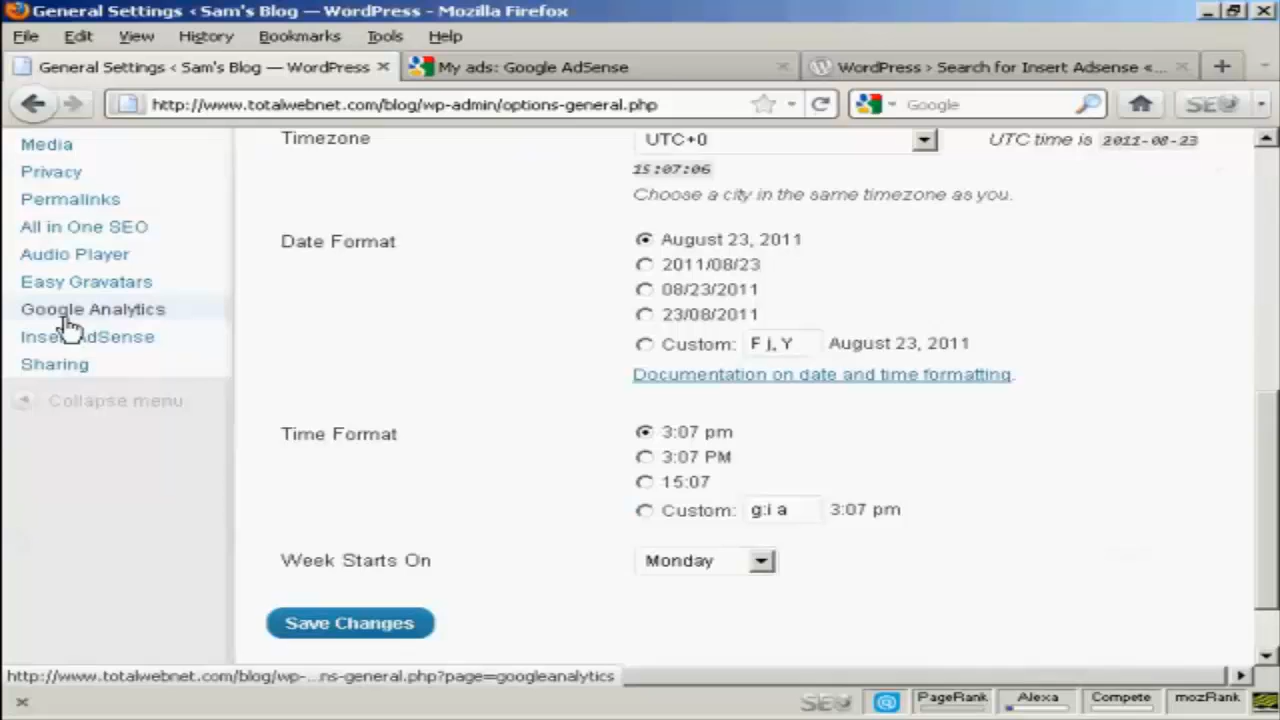 General Settings < Sam's Blog — WordPress - Mozilla Firefox
File Edit View History Bookmarks Tools Help
General Settings < Sam's Blog — WordPress My ads: Google AdSense WordPress > Search for Insert Adsense «...
http://www.totalwebnet.com/blog/wp-admin/options-general.php Google SEO
Media Timezone UTC+0 UTC time is 2011-08-23
15:07:06
Privacy
Choose a city in the same timezone as you.
Permalinks
All in One SEO Date Format August 23, 2011
Audio Player 2011/08/23
Easy Gravatars 08/23/2011
Google Analytics 23/08/2011
Insert AdSense Custom: F j, Y August 23, 2011
Sharing Documentation on date and time formatting.
Collapse menu
Time Format 3:07 pm
3:07 PM
15:07
Custom: g:i a 3:07 pm
Week Starts On Monday
Save Changes
http://www.totalwebnet.com/blog/wp-...ns-general.php?page=googleanalytics
SEO PageRank Alexa Compete mozRank